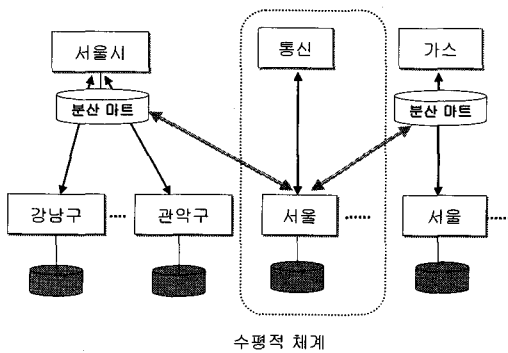 서울시
통신
가스
분산 마트
분산 마트
강남구
....
관악구
서울
......
서울
....
수평적 체계